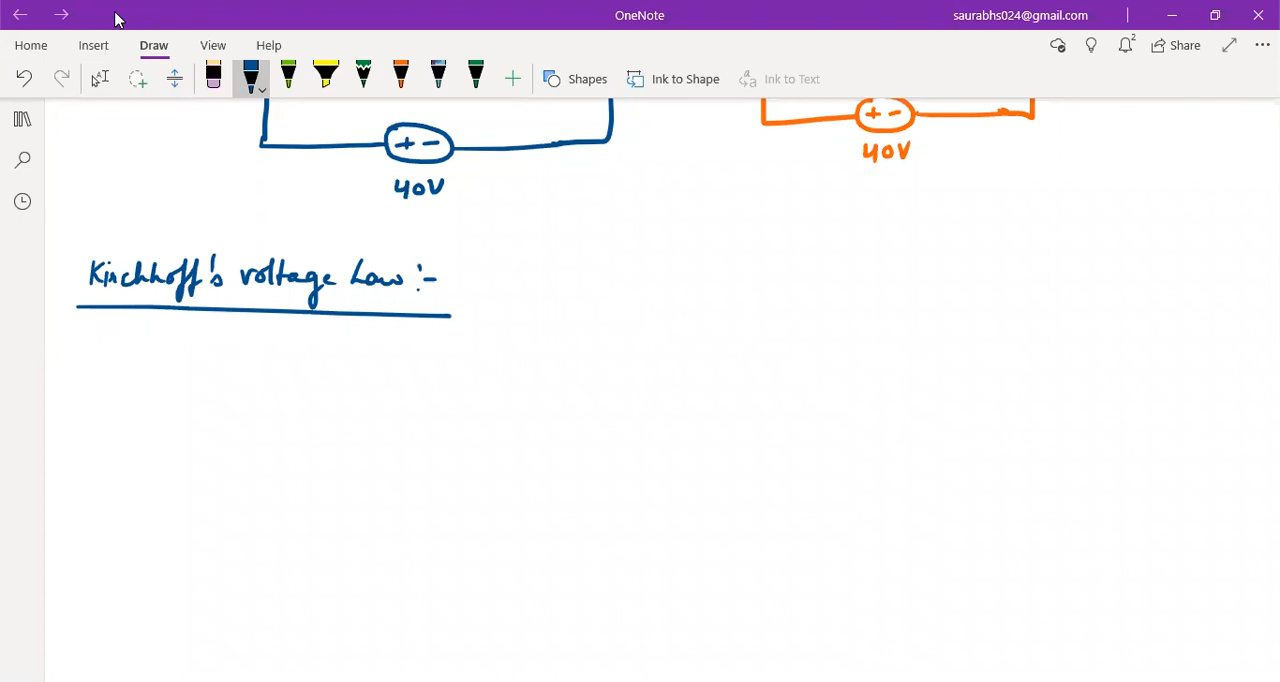 OneNote
saurabhs024@gmail.com
Home Insert Draw View Help
2
Share
Shapes
Ink to Shape
Ink to Text
+ -
40V
+ -
40V
Kirchhoff's voltage Law :-